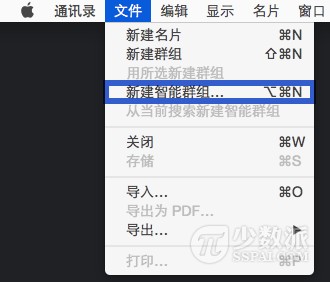 通讯录 文件 编辑 显示 名片 窗口
新建名片 ⌘N
新建群组 ⇧⌘N
用所选新建群组
新建智能群组... ⌥⌘N
从当前搜索新建智能群组
关闭 ⌘W
存储 ⌘S
导入... ⌘O
导出为 PDF...
导出...
打印... ⌘P
少数派
SSPAI.COM